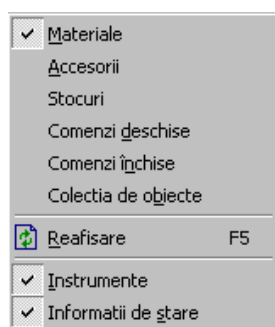 Materiale
Accesorii
Stocuri
Comenzi deschise
Comenzi închise
Colectia de obiecte
Reafisare F5
Instrumente
Informatii de stare